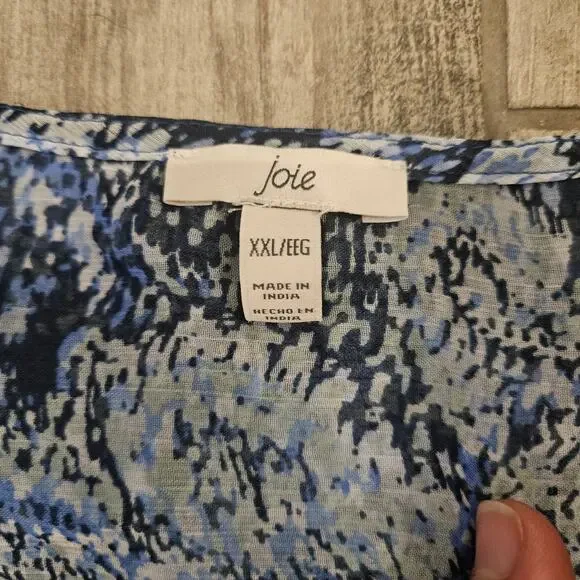 joie
XXL/EEG
MADE IN
INDIA
HECHO EN
INDIA